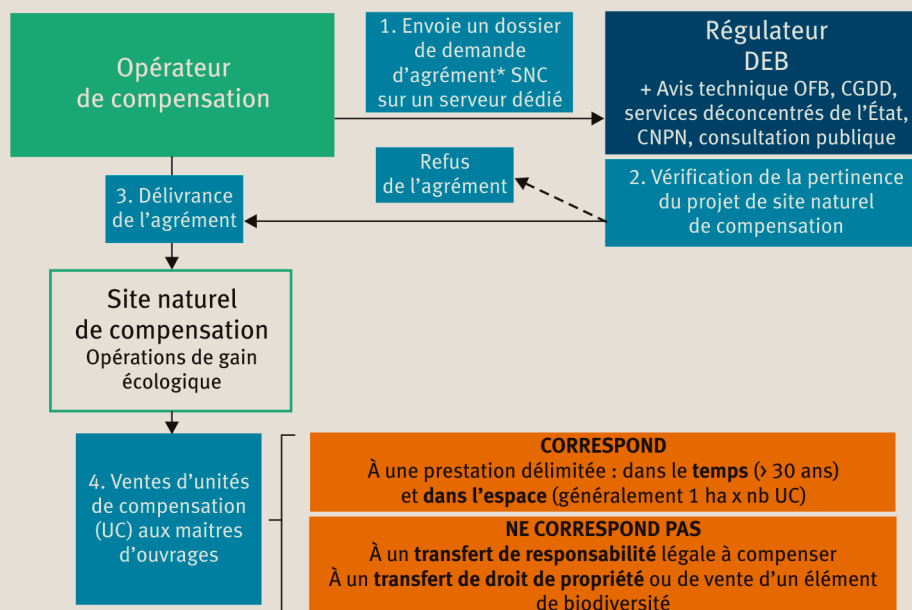 Opérateur
de compensation
1. Envoie un dossier
de demande
d'agrément* SNC
sur un serveur dédié
Régulateur
DEB
+ Avis technique OFB, CGDD,
services déconcentrés de l'État,
CNPN, consultation publique
Refus
de l'agrément
2. Vérification de la pertinence
du projet de site naturel
de compensation
3. Délivrance
de l'agrément
Site naturel
de compensation
Opérations de gain
écologique
4. Ventes d'unités
de compensation
(UC) aux maitres
d'ouvrages
CORRESPOND
À une prestation délimitée : dans le temps (> 30 ans)
et dans l'espace (généralement 1 ha x nb UC)
NE CORRESPOND PAS
À un transfert de responsabilité légale à compenser
À un transfert de droit de propriété ou de vente d'un élément
de biodiversité